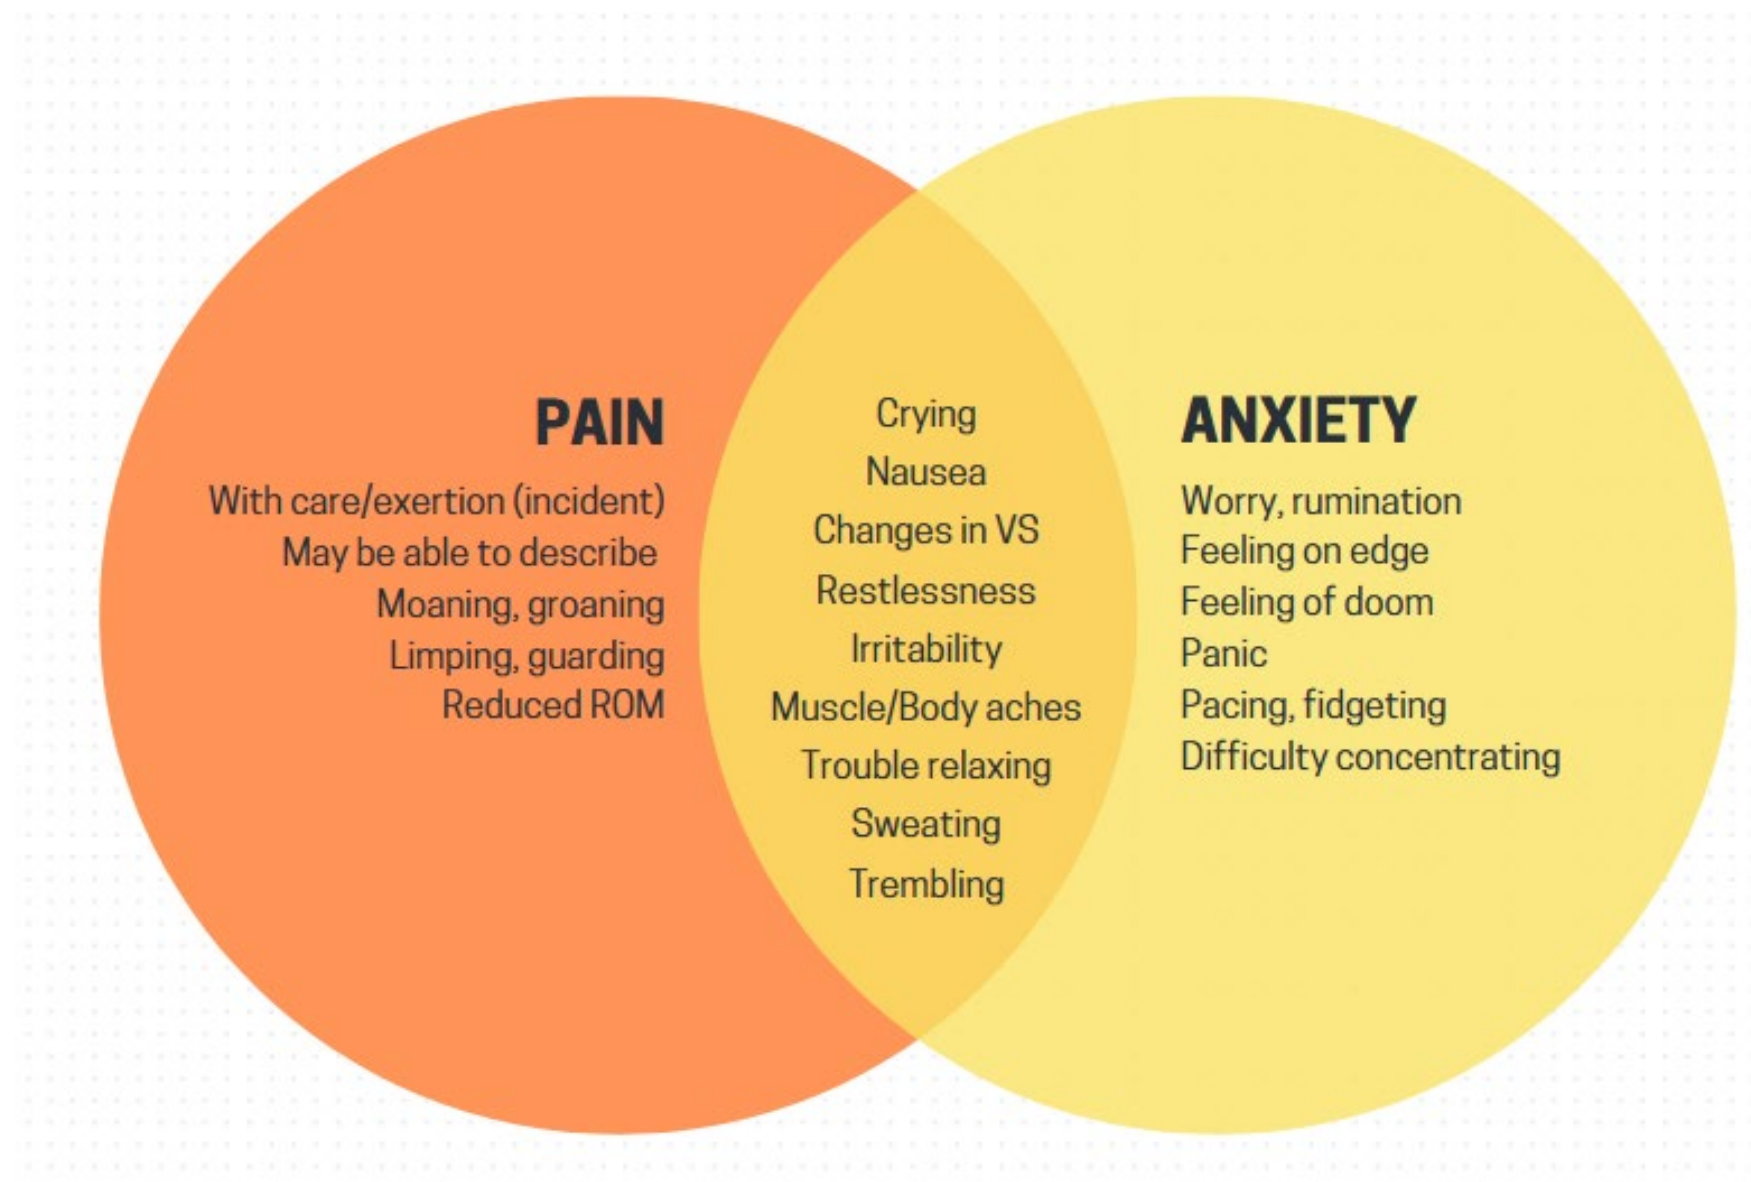 PAIN
With care/exertion (incident)
May be able to describe
Moaning, groaning
Limping, guarding
Reduced ROM
Crying
Nausea
Changes in VS
Restlessness
Irritability
Muscle/Body aches
Trouble relaxing
Sweating
Trembling
ANXIETY
Worry, rumination
Feeling on edge
Feeling of doom
Panic
Pacing, fidgeting
Difficulty concentrating